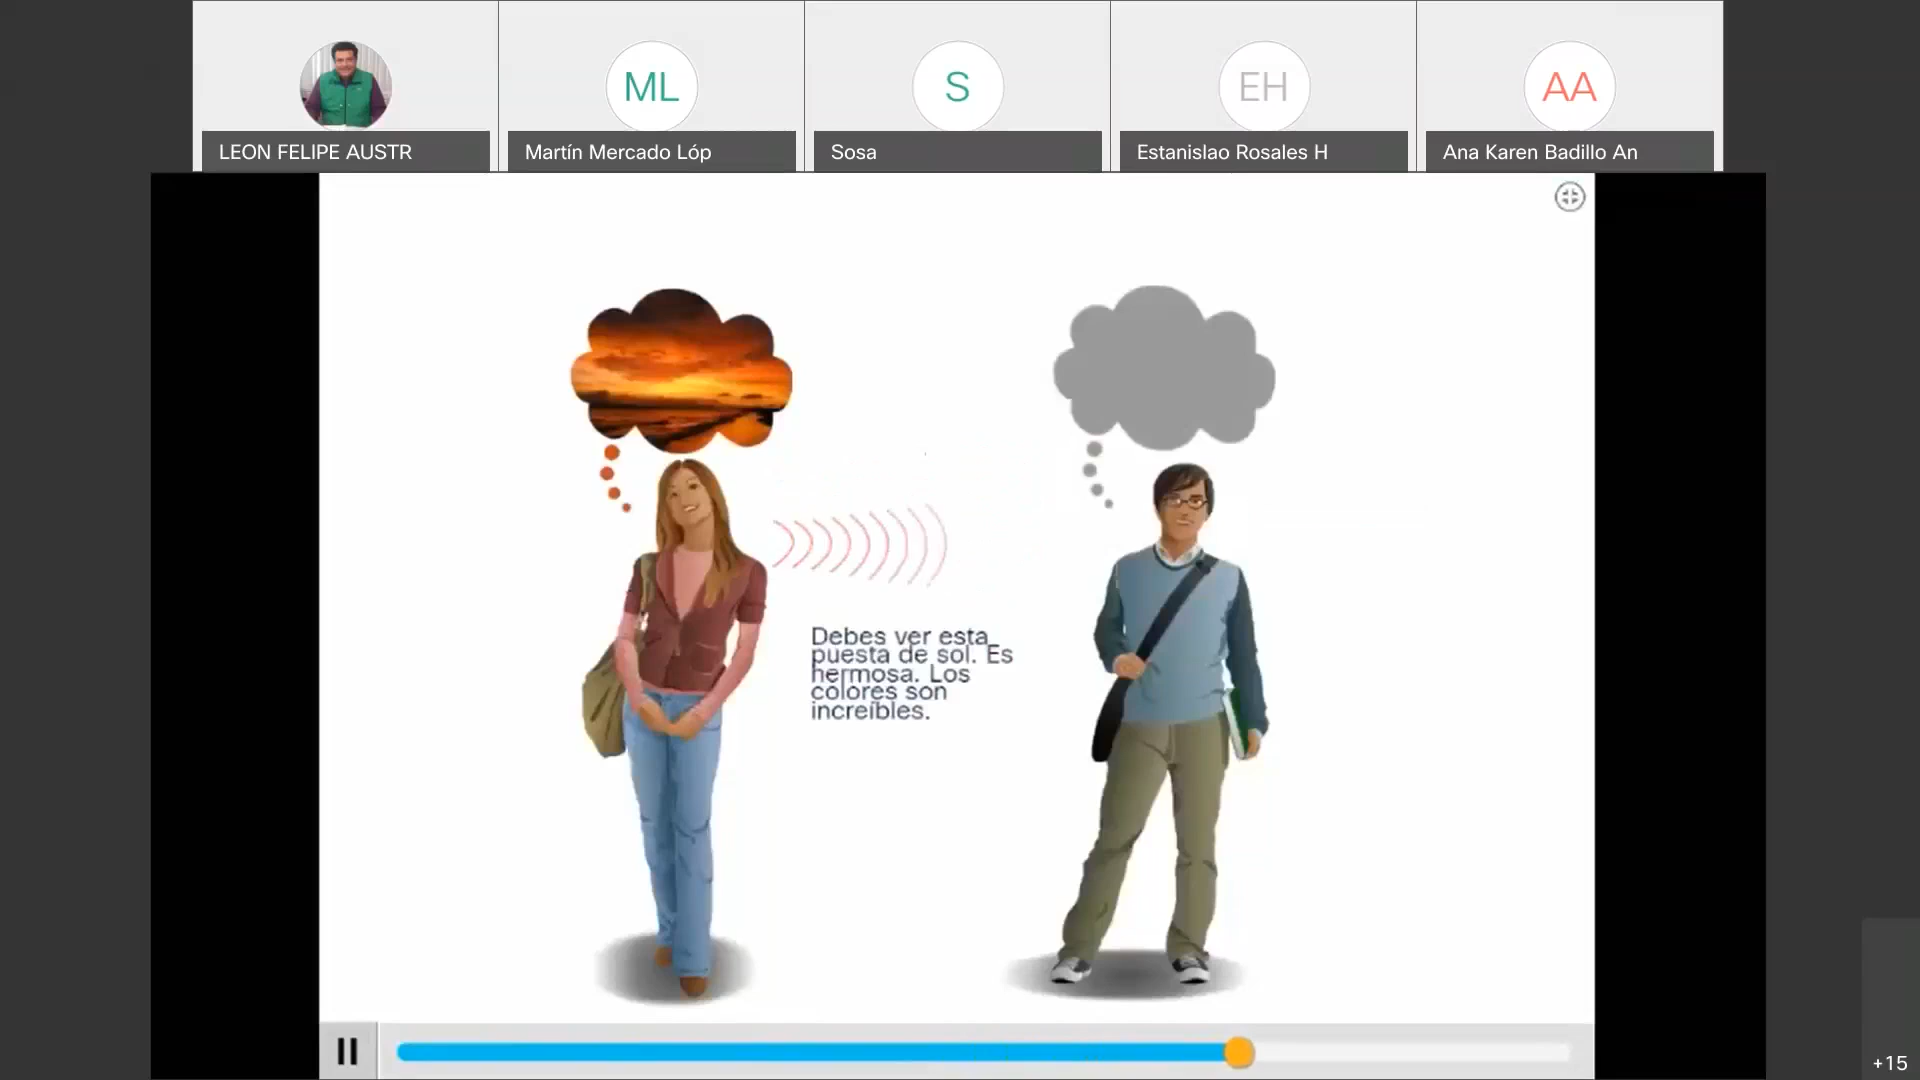 ML
S
EH
AA
LEON FELIPE AUSTR
Martín Mercado Lóp
Sosa
Estanislao Rosales H
Ana Karen Badillo An
Debes ver esta
puesta de sol. Es
hermosa. Los
colores son
increíbles.
+15